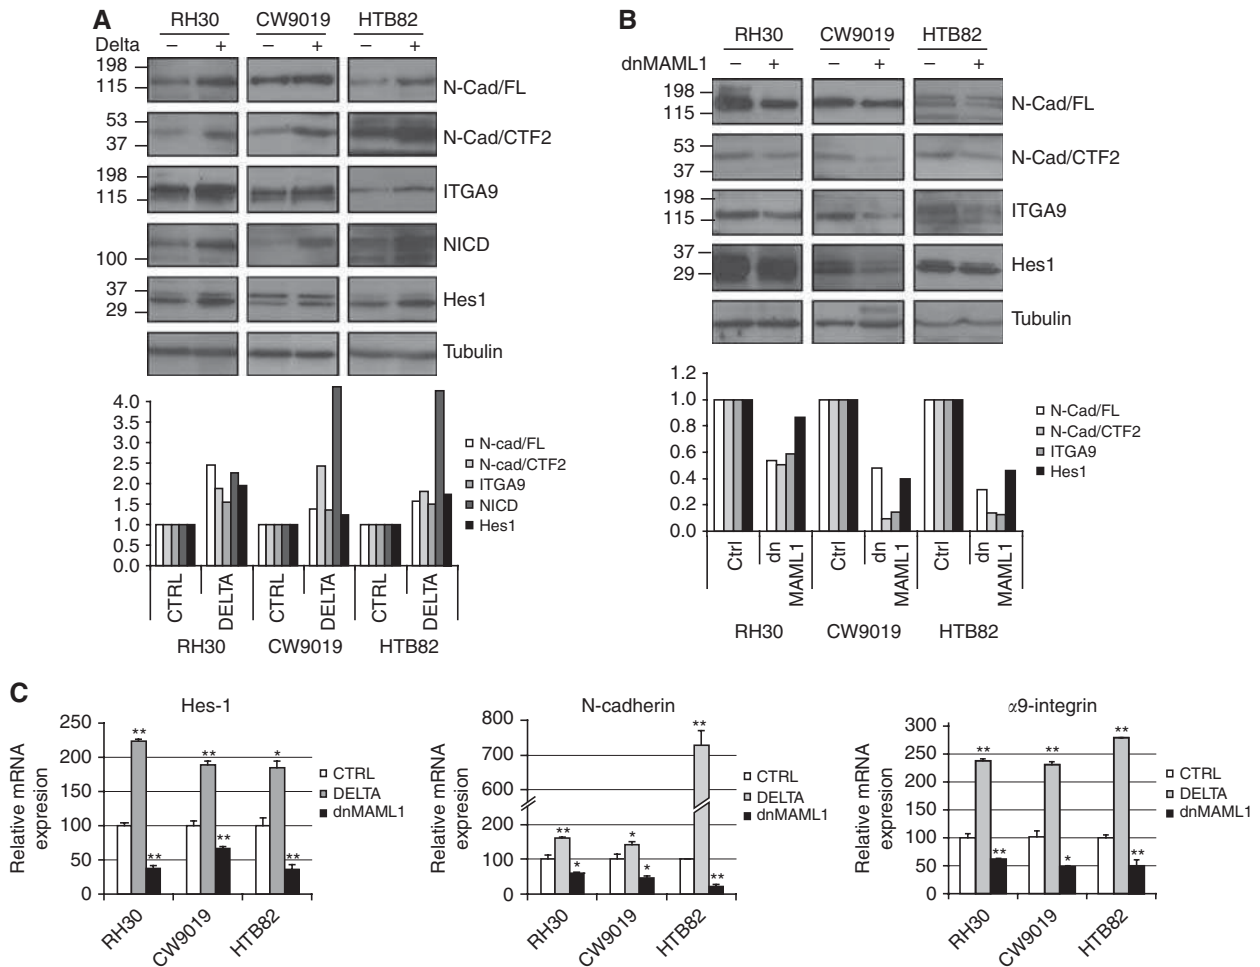 A
RH30 CW9019 HTB82
Delta − + − + − +
198
115
N-Cad/FL
53
37
N-Cad/CTF2
198
115
ITGA9
100
NICD
37
29
Hes1
Tubulin
4.0
3.5
3.0
2.5
2.0
1.5
1.0
0.5
0.0
N-cad/FL
N-cad/CTF2
ITGA9
NICD
Hes1
CTRL DELTA CTRL DELTA CTRL DELTA
RH30 CW9019 HTB82
B
RH30 CW9019 HTB82
dnMAML1 − + − + − +
198
115
N-Cad/FL
53
37
N-Cad/CTF2
198
115
ITGA9
37
29
Hes1
Tubulin
1.2
1.0
0.8
0.6
0.4
0.2
0.0
N-Cad/FL
N-Cad/CTF2
ITGA9
Hes1
Ctrl dn MAML1 Ctrl dn MAML1 Ctrl dn MAML1
RH30 CW9019 HTB82
C
Hes-1
Relative mRNA
expresion
250
200
150
100
50
0
** ** ** ** * **
CTRL
DELTA
dnMAML1
RH30 CW9019 HTB82
N-cadherin
Relative mRNA
expresion
800
700
600
200
100
0
** * * * ** **
CTRL
DELTA
dnMAML1
RH30 CW9019 HTB82
α9-integrin
Relative mRNA
expresion
300
250
200
150
100
50
0
** ** ** * ** **
CTRL
DELTA
dnMAML1
RH30 CW9019 HTB82